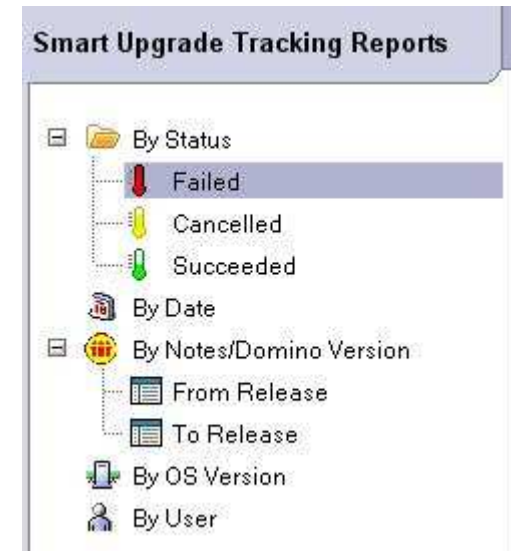 Smart Upgrade Tracking Reports
By Status
Failed
Cancelled
Succeeded
By Date
By Notes/Domino Version
From Release
To Release
By OS Version
By User